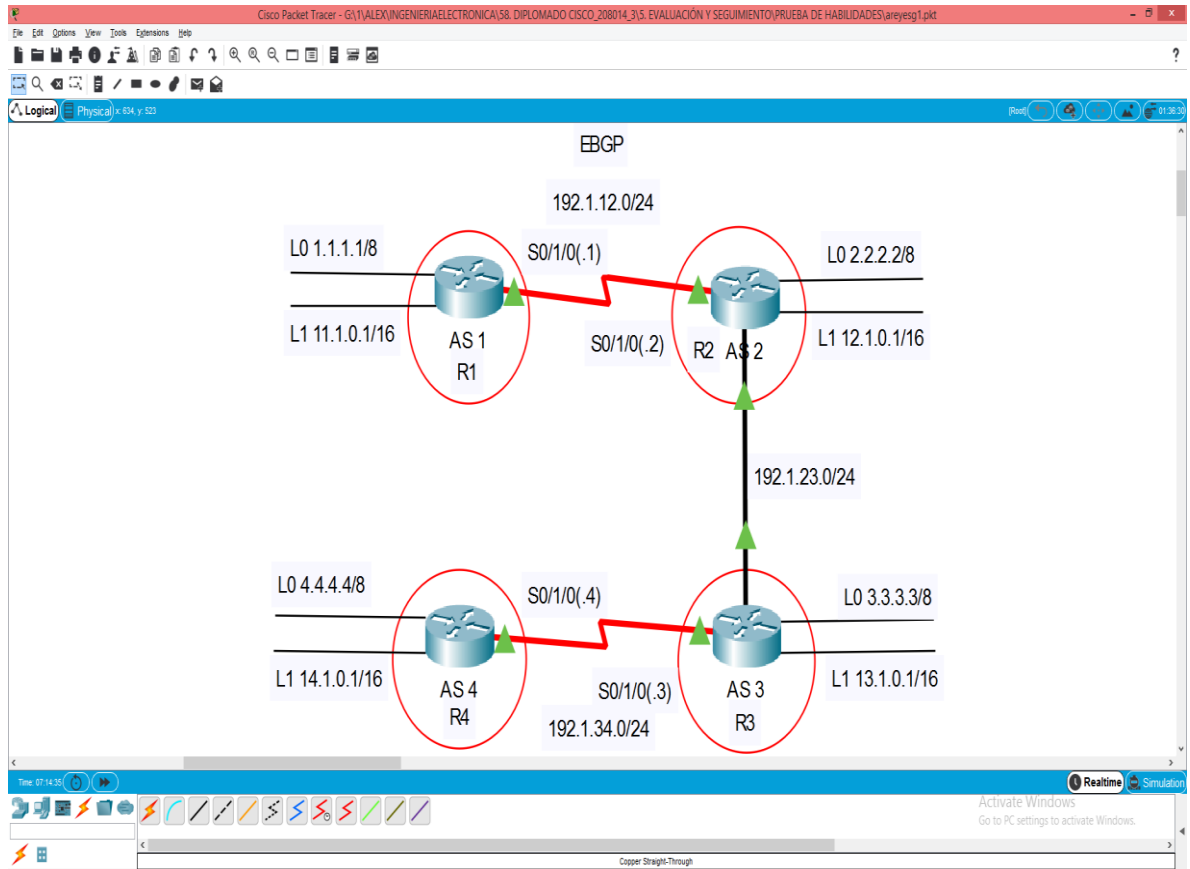 Cisco Packet Tracer - G:\1\ALEX\INGENIERIAELECTRONICA\58. DIPLOMADO CISCO_208014_3\5. EVALUACIÓN Y SEGUIMIENTO\PRUEBA DE HABILIDADES\areyesg1.pkt
File Edit Options View Tools Extensions Help
?
Logical Physical x: 634, y: 523 [Root] 01:36:30
EBGP
192.1.12.0/24
L0 1.1.1.1/8 S0/1/0(.1) L0 2.2.2.2/8
L1 11.1.0.1/16 AS 1 S0/1/0(.2) R2 AS 2 L1 12.1.0.1/16
R1
192.1.23.0/24
L0 4.4.4.4/8 S0/1/0(.4) L0 3.3.3.3/8
L1 14.1.0.1/16 AS 4 S0/1/0(.3) AS 3 L1 13.1.0.1/16
R4 192.1.34.0/24 R3
Time: 07:14:35 Realtime Simulation
Activate Windows
Go to PC settings to activate Windows.
Copper Straight-Through